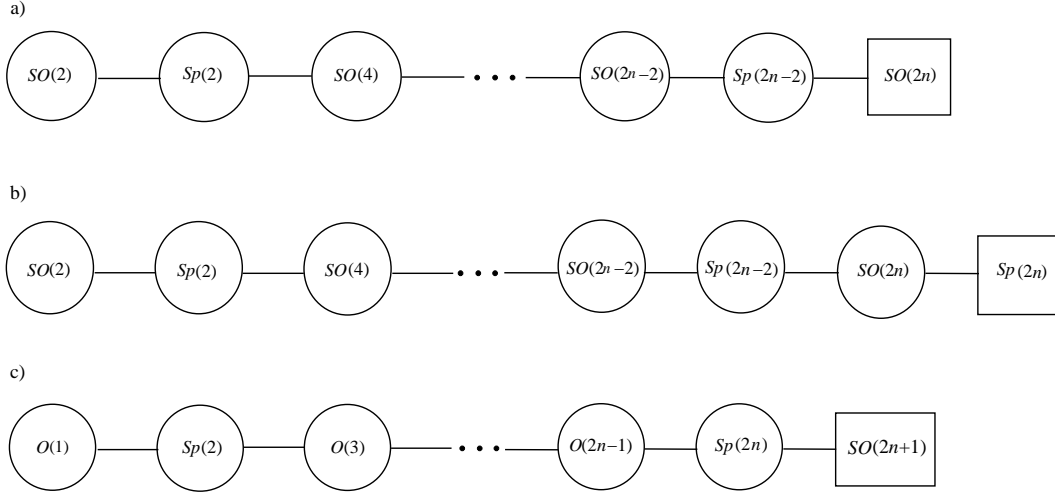 a)
SO(2) Sp(2) SO(4) • • • SO(2n−2) Sp(2n−2) SO(2n)
b)
SO(2) Sp(2) SO(4) • • • SO(2n−2) Sp(2n−2) SO(2n) Sp(2n)
c)
O(1) Sp(2) O(3) • • • O(2n−1) Sp(2n) SO(2n+1)